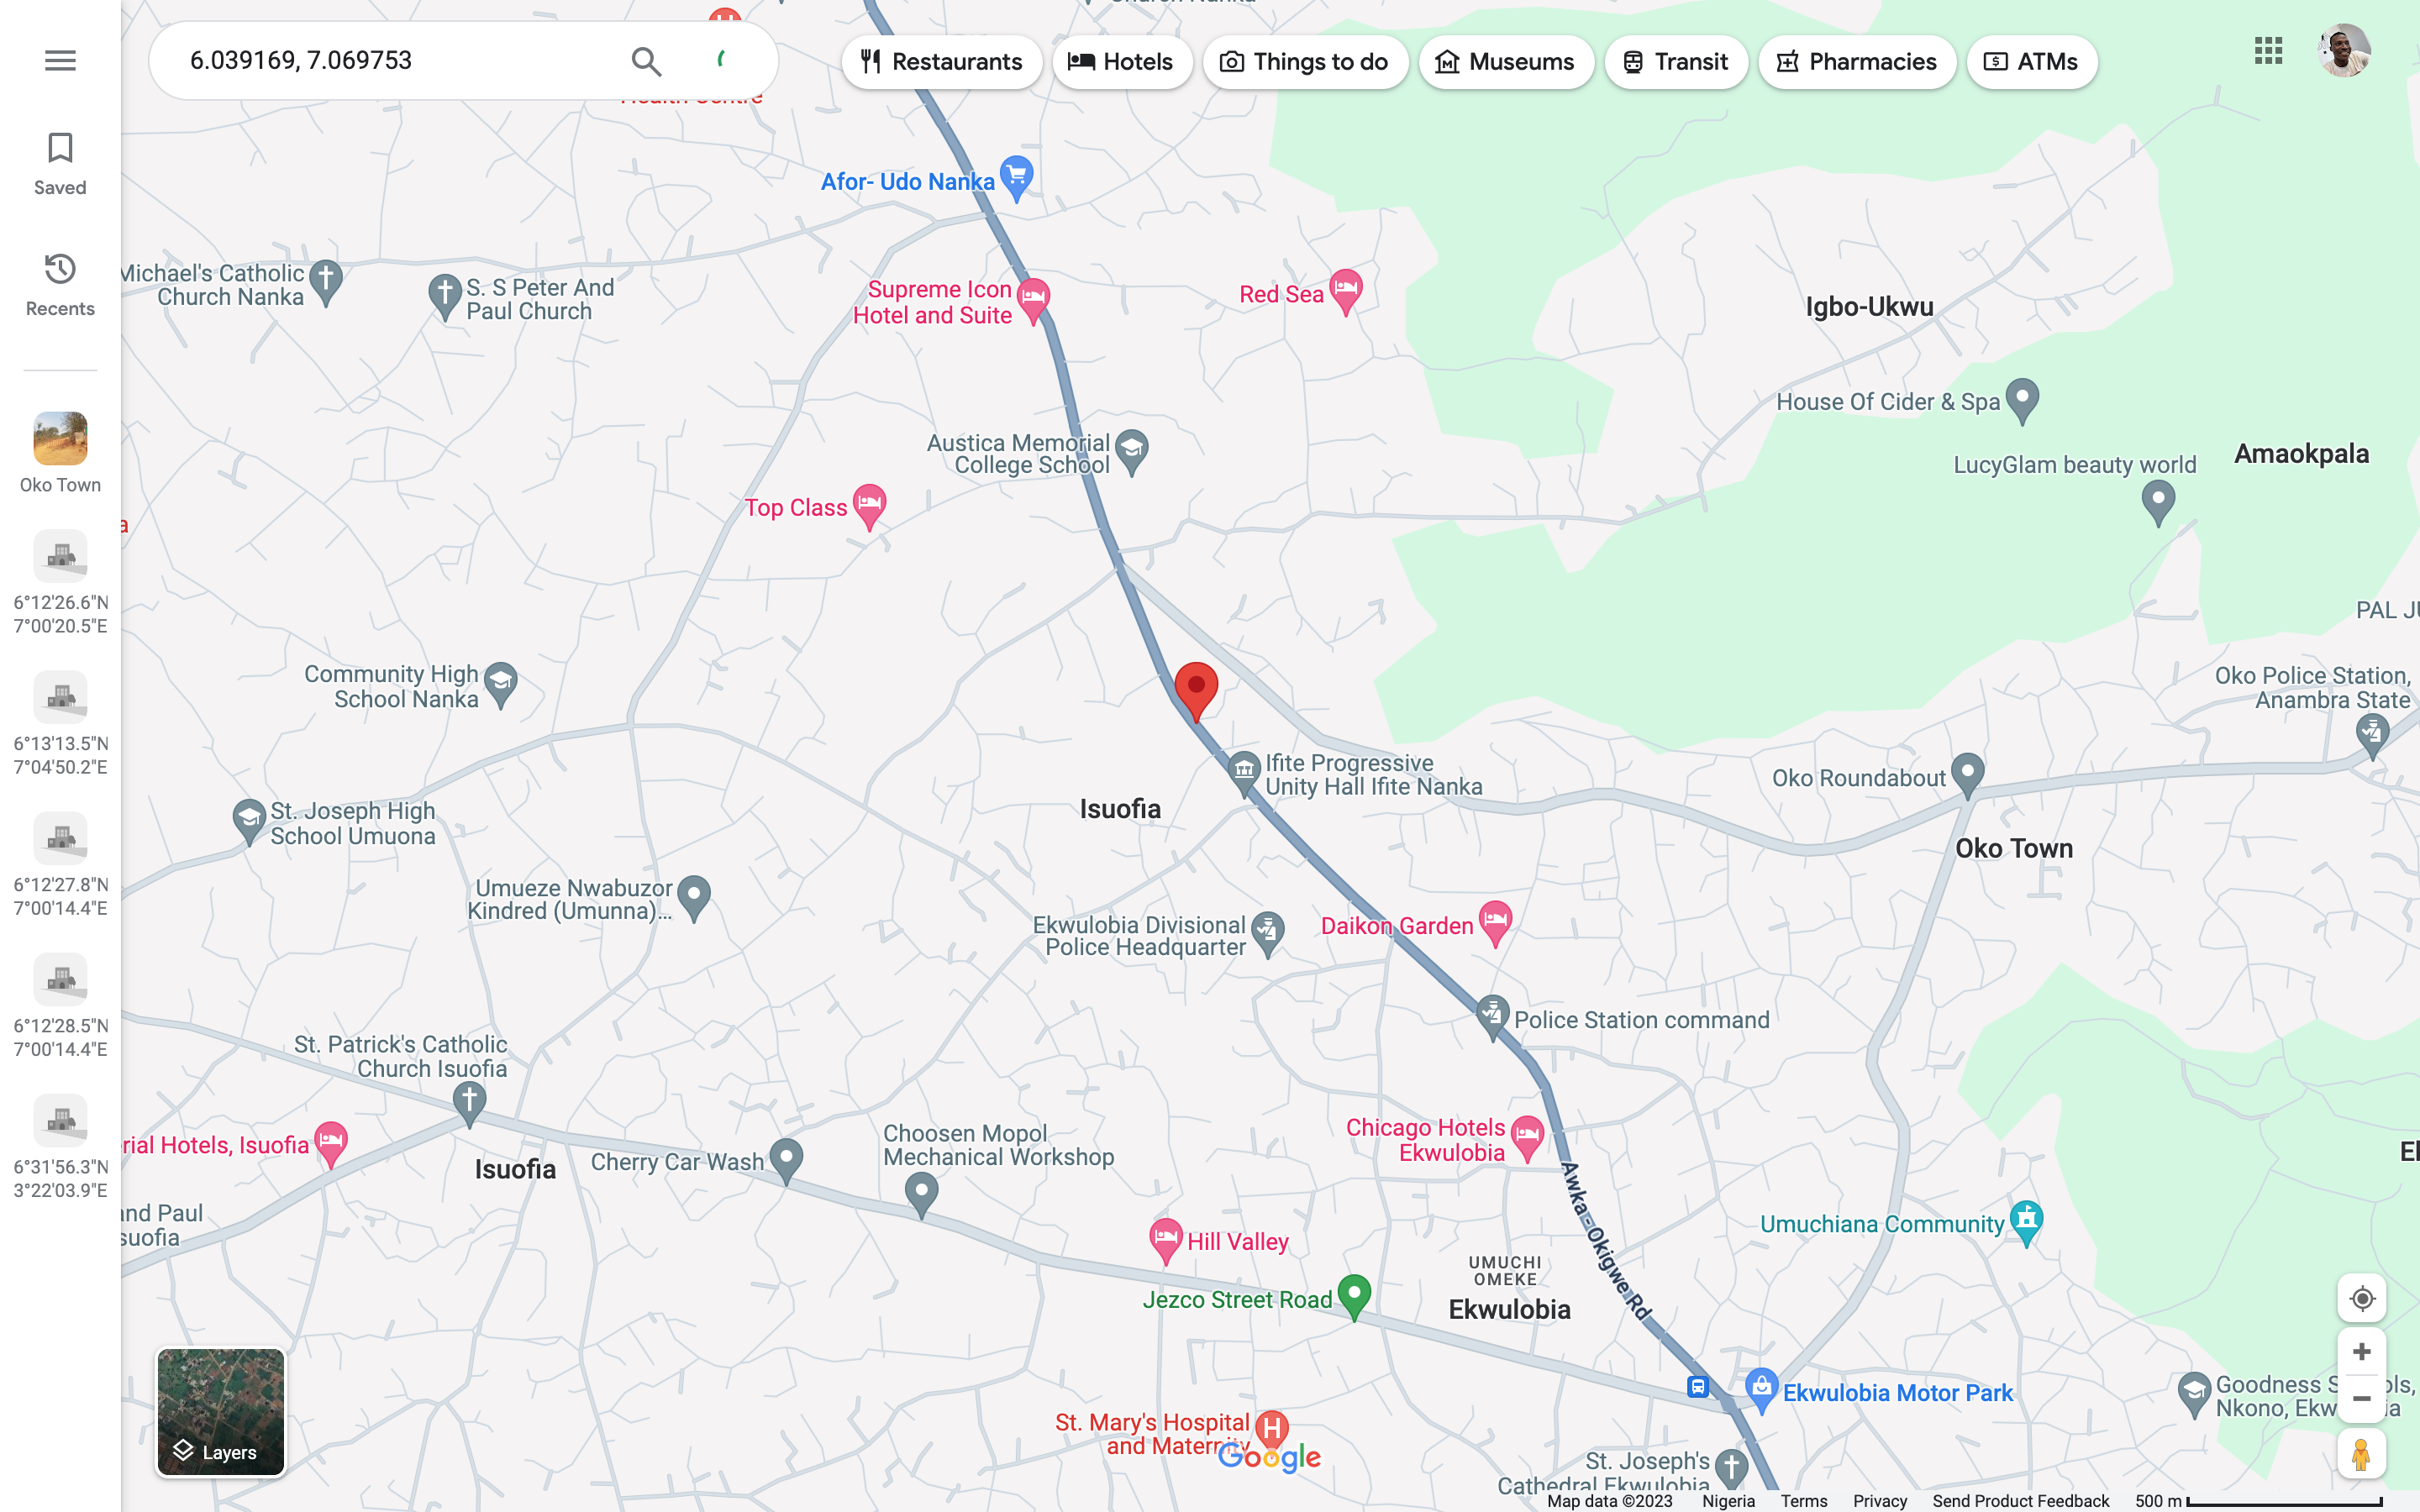 6.039169, 7.069753
Restaurants
Hotels
Things to do
Museums
Transit
Pharmacies
ATMs
Saved
Recents
Oko Town
6°12'26.6"N
7°00'20.5"E
6°13'13.5"N
7°04'50.2"E
6°12'27.8"N
7°00'14.4"E
6°12'28.5"N
7°00'14.4"E
6°31'56.3"N
3°22'03.9"E
Afor- Udo Nanka
Michael's Catholic
Church Nanka
S. S Peter And
Paul Church
Supreme Icon
Hotel and Suite
Red Sea
Igbo-Ukwu
House Of Cider & Spa
Amaokpala
LucyGlam beauty world
Austica Memorial
College School
Top Class
PAL
Community High
School Nanka
Oko Police Station,
Anambra State
Ifite Progressive
Unity Hall Ifite Nanka
Oko Roundabout
Isuofia
St. Joseph High
School Umuona
Oko Town
Umueze Nwabuzor
Kindred (Umunna)...
Ekwulobia Divisional
Police Headquarter
Daikon Garden
Police Station command
St. Patrick's Catholic
Church Isuofia
rial Hotels, Isuofia
Isuofia
Cherry Car Wash
Choosen Mopol
Mechanical Workshop
Chicago Hotels
Ekwulobia
Awka - Okigwe Rd
and Paul
suofia
Umuchiana Community
Hill Valley
UMUCHI
OMEKE
Jezco Street Road
Ekwulobia
Ekwulobia Motor Park
Goodness S ols,
Nkono, Ekw ia
St. Mary's Hospital
and Maternity
Google
St. Joseph's
Cathedral Ekwulobia
Layers
Map data ©2023
Nigeria
Terms
Privacy
Send Product Feedback
500 m